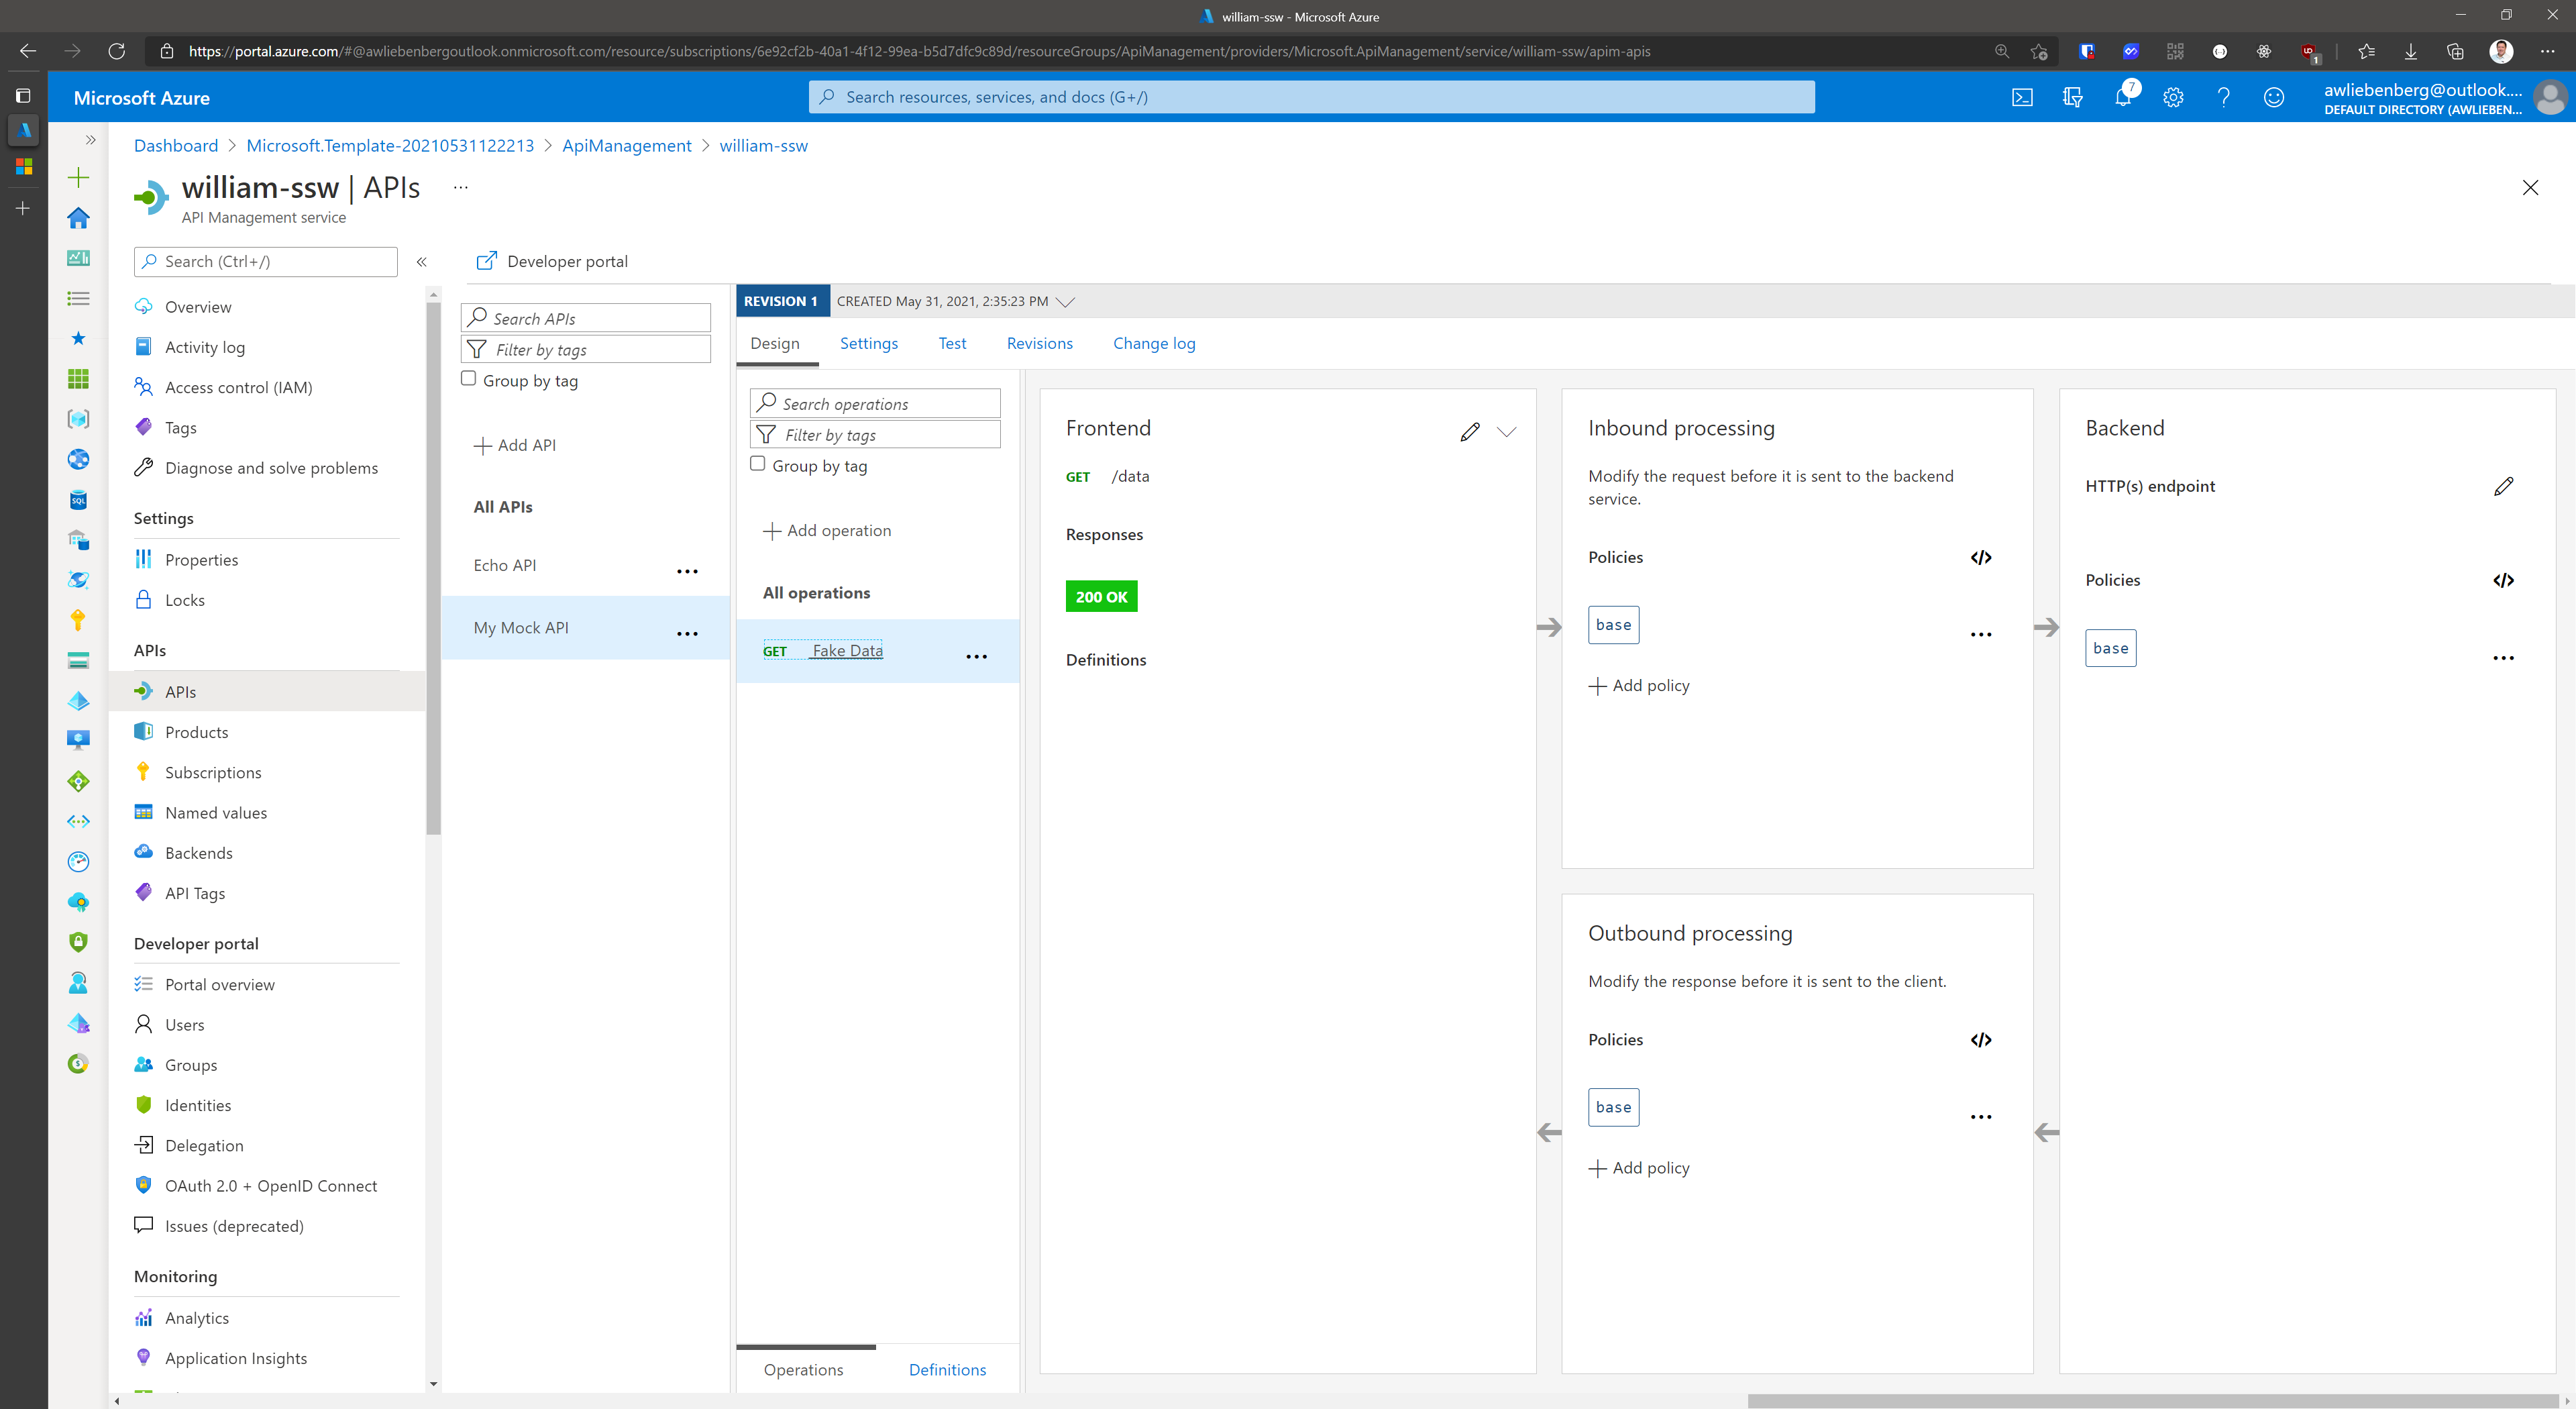 william-ssw - Microsoft Azure
https://portal.azure.com/#@awliebenbergoutlook.onmicrosoft.com/resource/subscriptions/6e92cf2b-40a1-4f12-99ea-b5d7dfc9c89d/resourceGroups/ApiManagement/providers/Microsoft.ApiManagement/service/william-ssw/apim-apis
1
Microsoft Azure
Search resources, services, and docs (G+/)
7
awliebenberg@outlook....
DEFAULT DIRECTORY (AWLIEBEN...
Dashboard > Microsoft.Template-20210531122213 > ApiManagement > william-ssw
william-ssw | APIs ...
API Management service
Search (Ctrl+/)
«
Overview
Activity log
Access control (IAM)
Tags
Diagnose and solve problems
Settings
Properties
Locks
APIs
APIs
Products
Subscriptions
Named values
Backends
API Tags
Developer portal
Portal overview
Users
Groups
Identities
Delegation
OAuth 2.0 + OpenID Connect
Issues (deprecated)
Monitoring
Analytics
Application Insights
SQL
Developer portal
Search APIs
Filter by tags
Group by tag
Add API
All APIs
Echo API ...
My Mock API ...
REVISION 1 CREATED May 31, 2021, 2:35:23 PM
Design Settings Test Revisions Change log
Search operations
Filter by tags
Group by tag
Add operation
All operations
GET Fake Data ...
Operations Definitions
Frontend
GET /data
Responses
200 OK
Definitions
Inbound processing
Modify the request before it is sent to the backend
service.
Policies </>
base ...
Add policy
Outbound processing
Modify the response before it is sent to the client.
Policies </>
base ...
Add policy
Backend
HTTP(s) endpoint
Policies </>
base ...